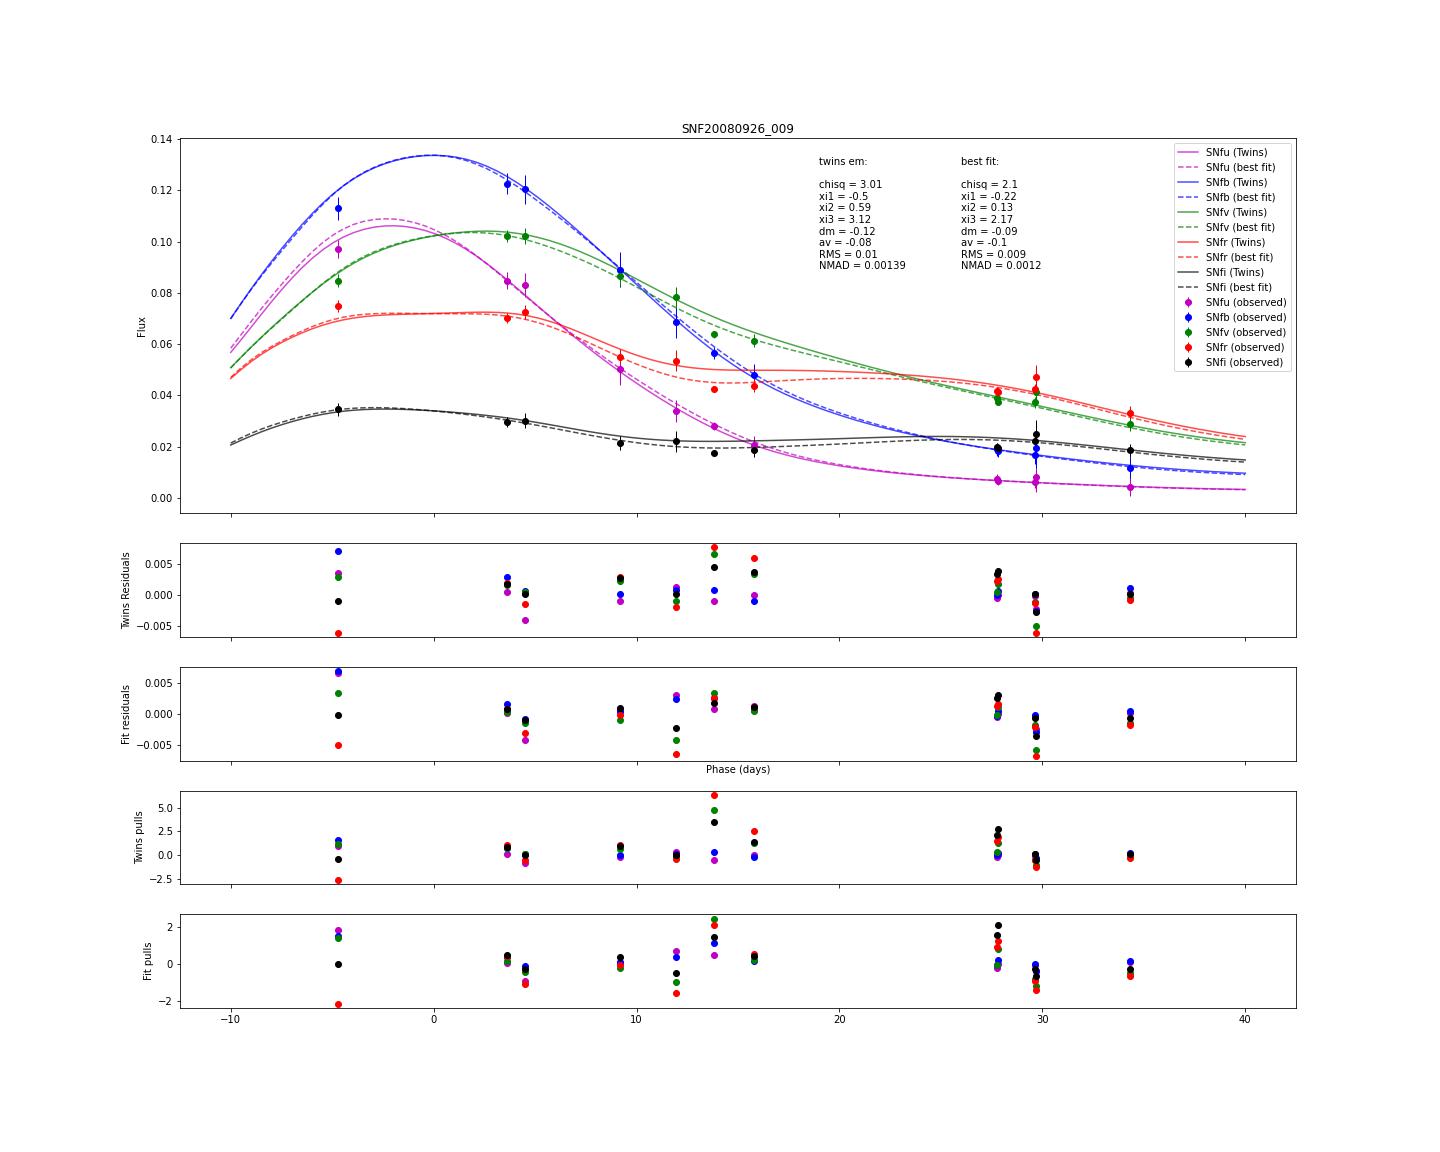 SNF20080926_009
0.14
0.12
0.10
0.08
0.06
0.04
0.02
0.00
Flux
twins em:
chisq = 3.01
xi1 = -0.5
xi2 = 0.59
xi3 = 3.12
dm = -0.12
av = -0.08
RMS = 0.01
NMAD = 0.00139
best fit:
chisq = 2.1
xi1 = -0.22
xi2 = 0.13
xi3 = 2.17
dm = -0.09
av = -0.1
RMS = 0.009
NMAD = 0.0012
SNfu (Twins)
SNfu (best fit)
SNfb (Twins)
SNfb (best fit)
SNfv (Twins)
SNfv (best fit)
SNfr (Twins)
SNfr (best fit)
SNfi (Twins)
SNfi (best fit)
SNfu (observed)
SNfb (observed)
SNfv (observed)
SNfr (observed)
SNfi (observed)
0.005
0.000
−0.005
Twins Residuals
0.005
0.000
−0.005
Fit residuals
Phase (days)
5.0
2.5
0.0
−2.5
Twins pulls
2
0
−2
Fit pulls
−10
0
10
20
30
40